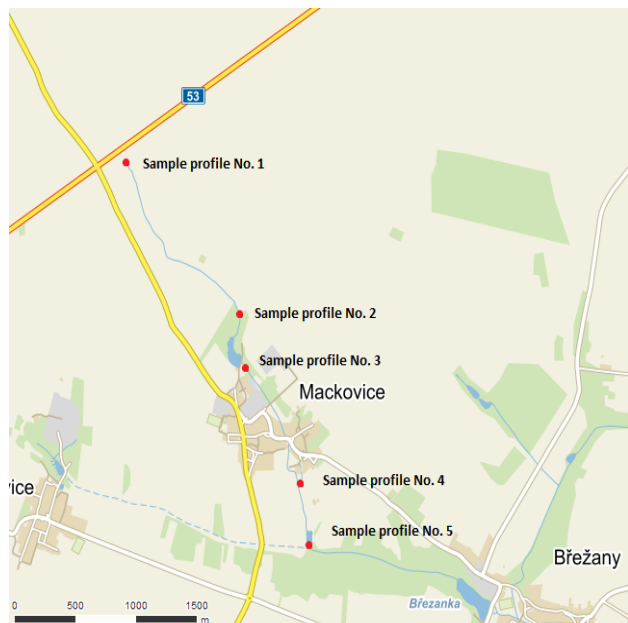 53
Sample profile No. 1
Sample profile No. 2
Sample profile No. 3
Mackovice
Sample profile No. 4
vice
Sample profile No. 5
Břežany
Březanka
0 500 1000 1500
m